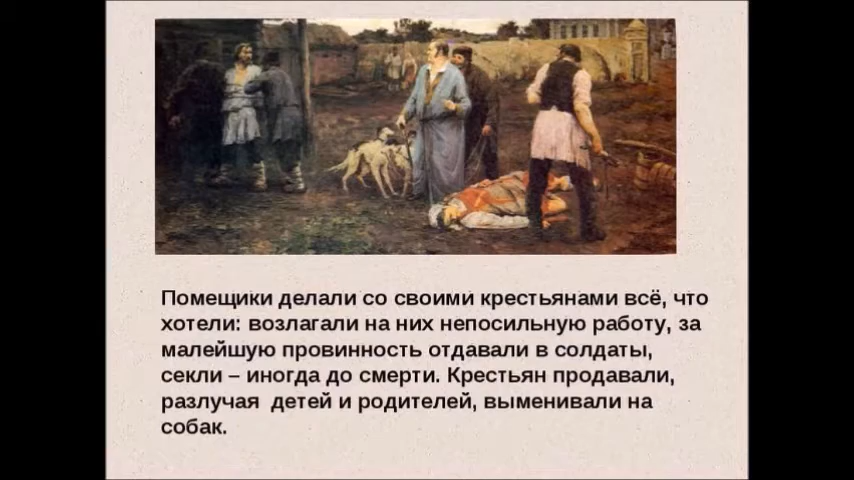 Помещики делали со своими крестьянами всё, что
хотели: возлагали на них непосильную работу, за
малейшую провинность отдавали в солдаты,
секли – иногда до смерти. Крестьян продавали,
разлучая  детей и родителей, выменивали на
собак.